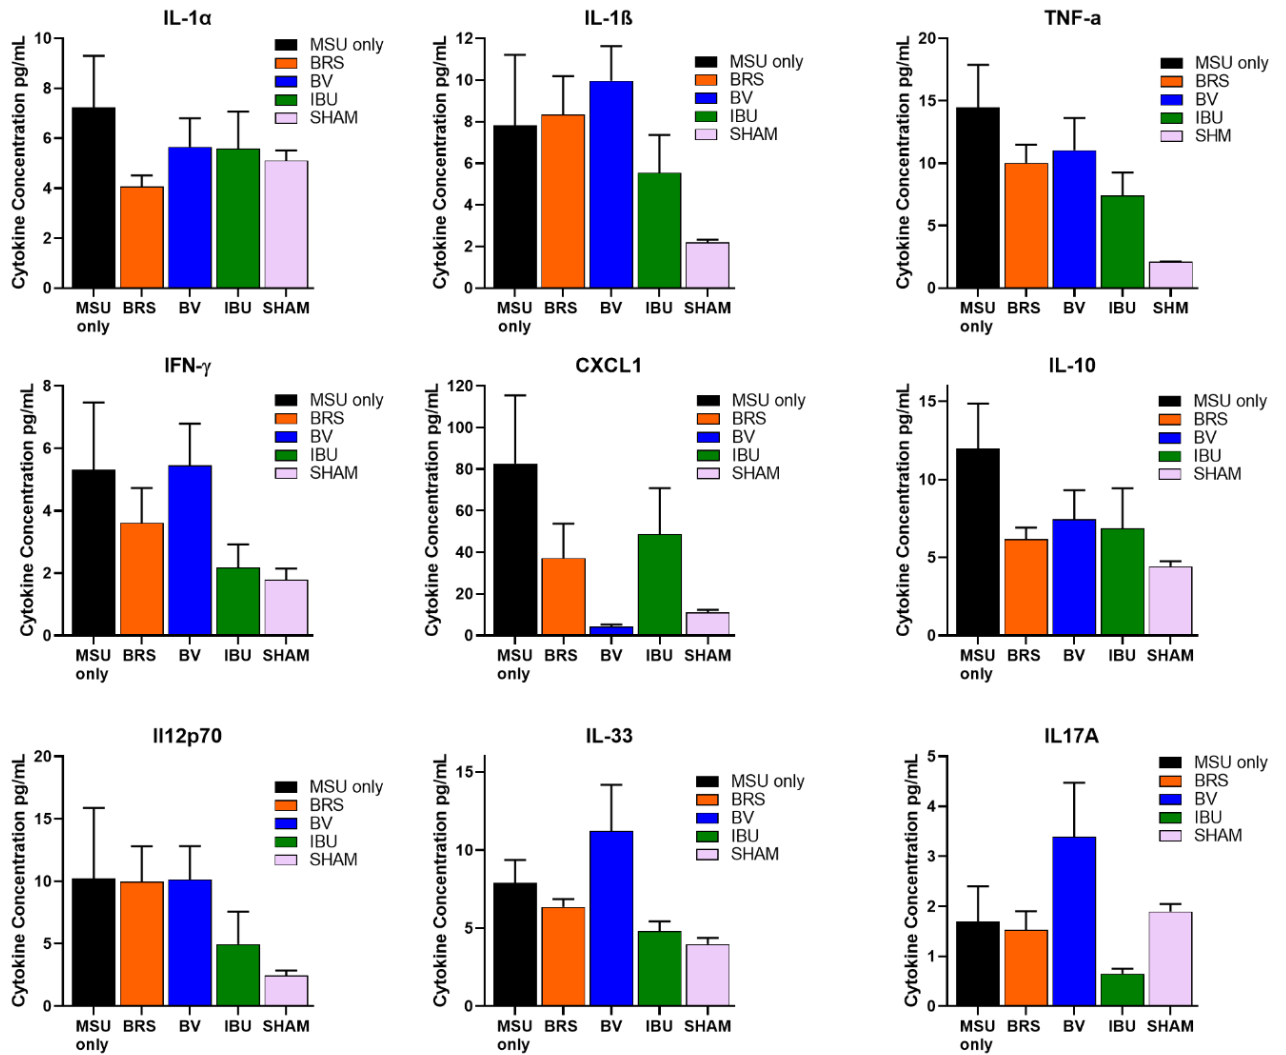 IL-1α
Cytokine Concentration pg/mL
10
8
6
4
2
0
MSU only
BRS
BV
IBU
SHAM
MSU only BRS BV IBU SHAM
IL-1ß
Cytokine Concentration pg/mL
12
10
8
6
4
2
0
MSU only
BRS
BV
IBU
SHAM
MSU only BRS BV IBU SHAM
TNF-a
Cytokine Concentration pg/mL
20
15
10
5
0
MSU only
BRS
BV
IBU
SHM
MSU only BRS BV IBU SHM
IFN-γ
Cytokine Concentration pg/mL
8
6
4
2
0
MSU only
BRS
BV
IBU
SHAM
MSU only BRS BV IBU SHAM
CXCL1
Cytokine Concentration pg/mL
120
100
80
60
40
20
0
MSU only
BRS
BV
IBU
SHAM
MSU only BRS BV IBU SHAM
IL-10
Cytokine Concentration pg/mL
15
10
5
0
MSU only
BRS
BV
IBU
SHAM
MSU only BRS BV IBU SHAM
Il12p70
Cytokine Concentration pg/mL
20
15
10
5
0
MSU only
BRS
BV
IBU
SHAM
MSU only BRS BV IBU SHAM
IL-33
Cytokine Concentration pg/mL
15
10
5
0
MSU only
BRS
BV
IBU
SHAM
MSU only BRS BV IBU SHAM
IL17A
Cytokine Concentration pg/mL
5
4
3
2
1
0
MSU only
BRS
BV
IBU
SHAM
MSU only BRS BV IBU SHAM